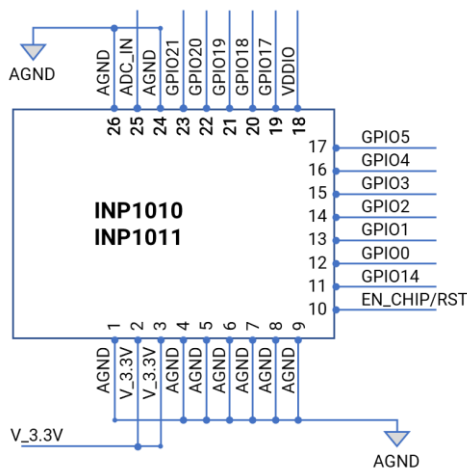 AGND
AGND
ADC_IN
AGND
GPIO21
GPIO20
GPIO19
GPIO18
GPIO17
VDDIO
26
25
24
23
22
21
20
19
18
INP1010
INP1011
17 GPIO5
16 GPIO4
15 GPIO3
14 GPIO2
13 GPIO1
12 GPIO0
11 GPIO14
10 EN_CHIP/RST
1
2
3
4
5
6
7
8
9
AGND
V_3.3V
V_3.3V
AGND
AGND
AGND
AGND
AGND
AGND
V_3.3V
AGND